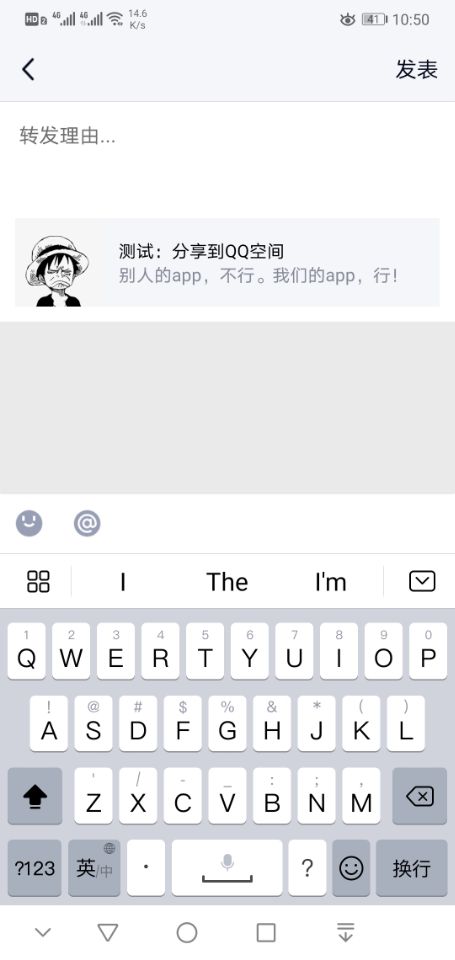 HD 2 4G 4G 14.6 K/s 41 10:50
发表
转发理由...
测试：分享到QQ空间
别人的app，不行。我们的app，行！
@
I The I'm
1 2 3 4 5 6 7 8 9 0
Q W E R T Y U I O P
! @ # $ % & * ( )
A S D F G H J K L
' / - _ : ; ,
Z X C V B N M
?123 英/中 · ? 换行